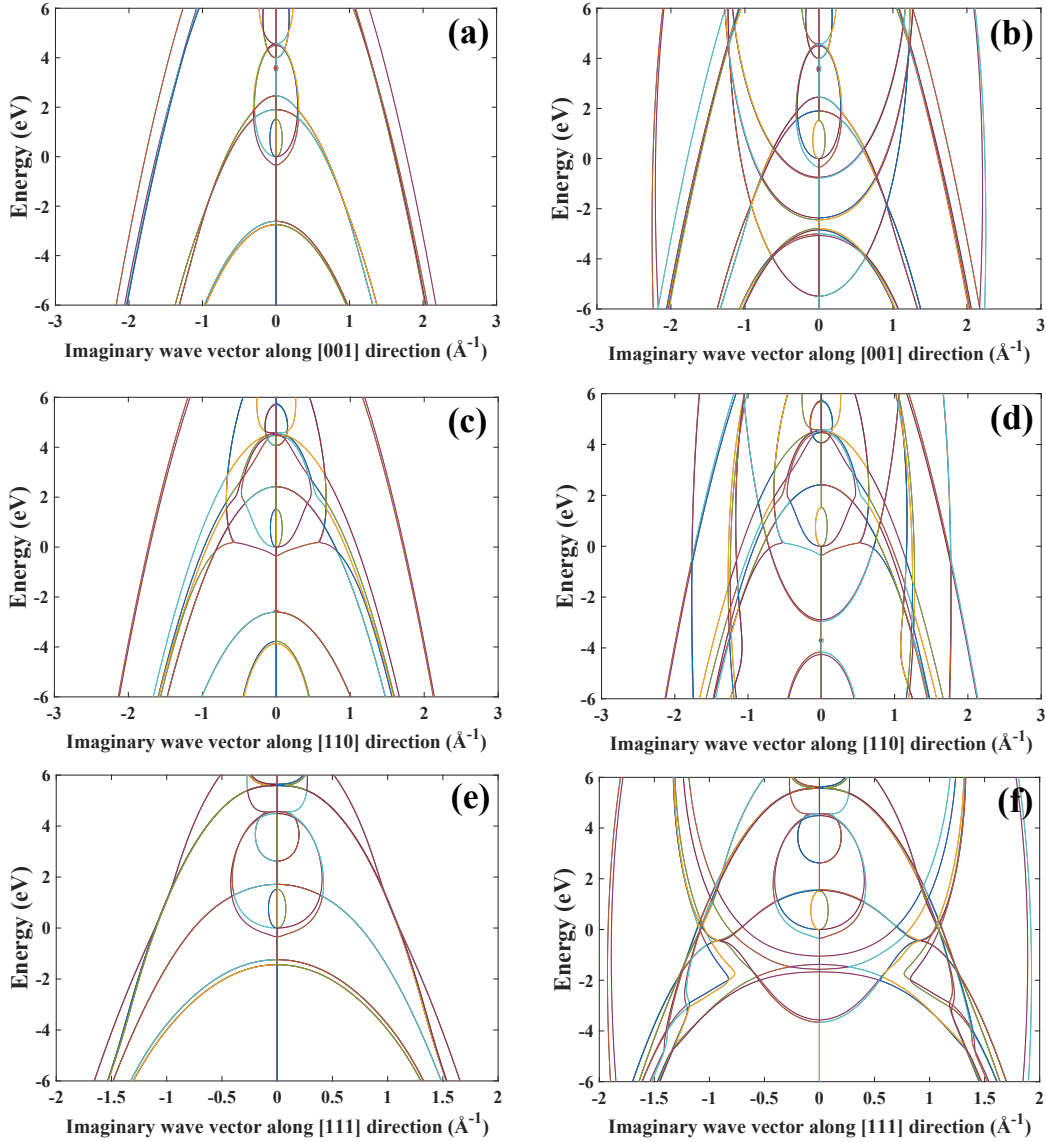 (a)
Energy (eV)
6
4
2
0
-2
-4
-6
-3 -2 -1 0 1 2 3
Imaginary wave vector along [001] direction (Å⁻¹)
(b)
Energy (eV)
6
4
2
0
-2
-4
-6
-3 -2 -1 0 1 2 3
Imaginary wave vector along [001] direction (Å⁻¹)
(c)
Energy (eV)
6
4
2
0
-2
-4
-6
-3 -2 -1 0 1 2 3
Imaginary wave vector along [110] direction (Å⁻¹)
(d)
Energy (eV)
6
4
2
0
-2
-4
-6
-3 -2 -1 0 1 2 3
Imaginary wave vector along [110] direction (Å⁻¹)
(e)
Energy (eV)
6
4
2
0
-2
-4
-6
-2 -1.5 -1 -0.5 0 0.5 1 1.5 2
Imaginary wave vector along [111] direction (Å⁻¹)
(f)
Energy (eV)
6
4
2
0
-2
-4
-6
-2 -1.5 -1 -0.5 0 0.5 1 1.5 2
Imaginary wave vector along [111] direction (Å⁻¹)